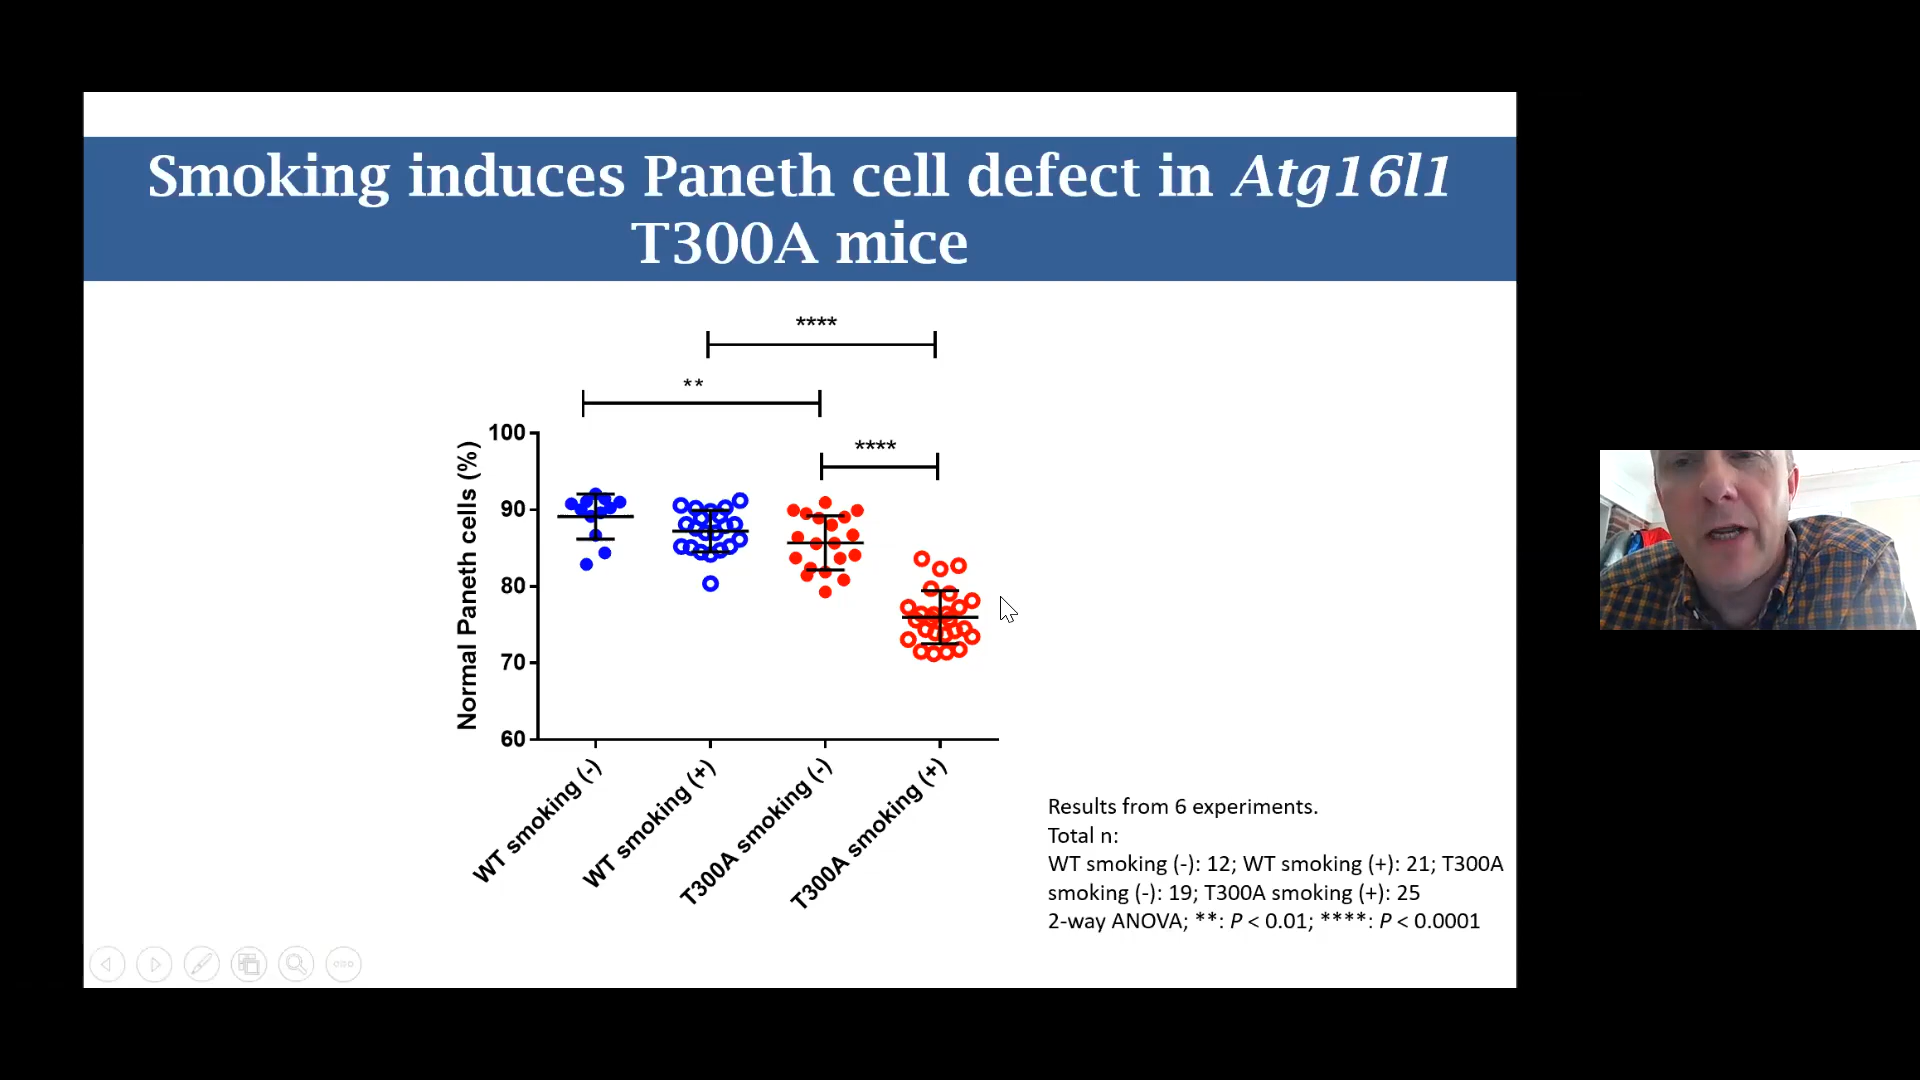 Smoking induces Paneth cell defect in Atg16l1
T300A mice
****
**
****
Normal Paneth cells (%)
100
90
80
70
60
WT smoking (-)
WT smoking (+)
T300A smoking (-)
T300A smoking (+)
Results from 6 experiments.
Total n:
WT smoking (-): 12; WT smoking (+): 21; T300A
smoking (-): 19; T300A smoking (+): 25
2-way ANOVA; **: P < 0.01; ****: P < 0.0001